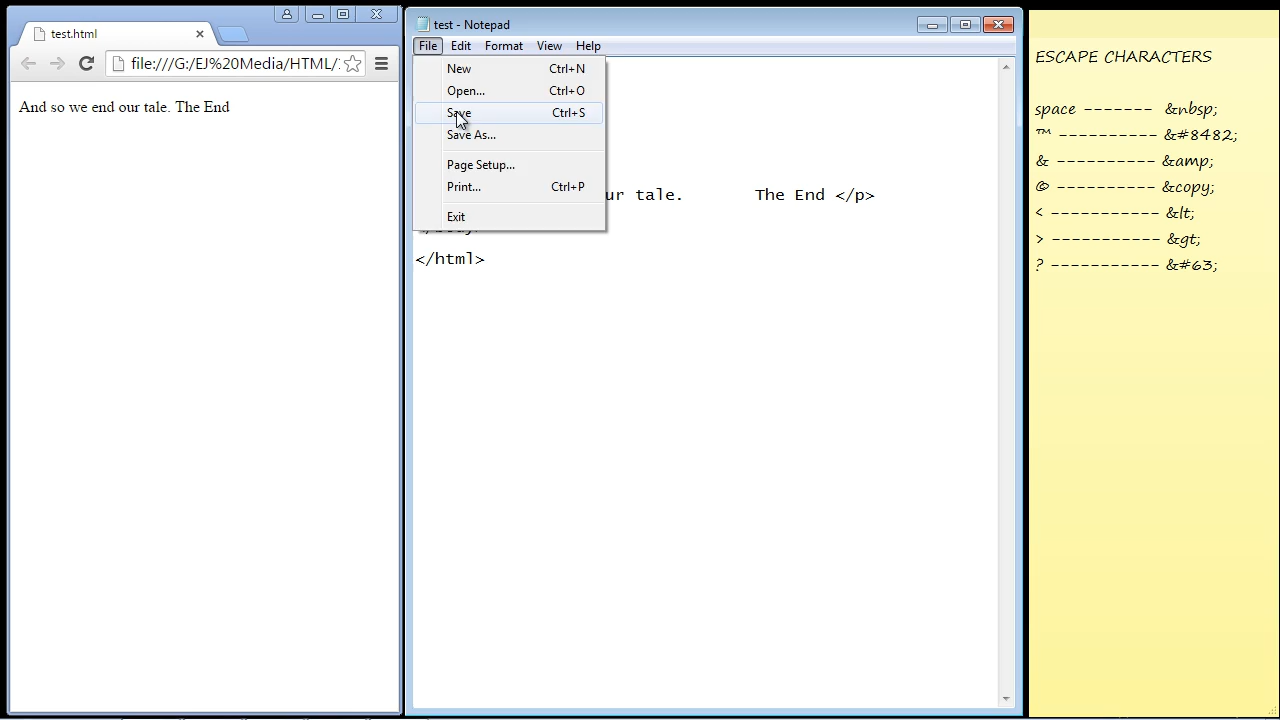 test.html
file:///G:/EJ%20Media/HTML/
And so we end our tale. The End
test - Notepad
File Edit Format View Help
New Ctrl+N
Open... Ctrl+O
Save Ctrl+S
Save As...
Page Setup...
Print... Ctrl+P
Exit
ur tale. The End </p>
</html>
ESCAPE CHARACTERS
space ------- &nbsp;
™ ---------- &#8482;
& ---------- &amp;
© ---------- &copy;
< ----------- &lt;
> ----------- &gt;
? ----------- &#63;